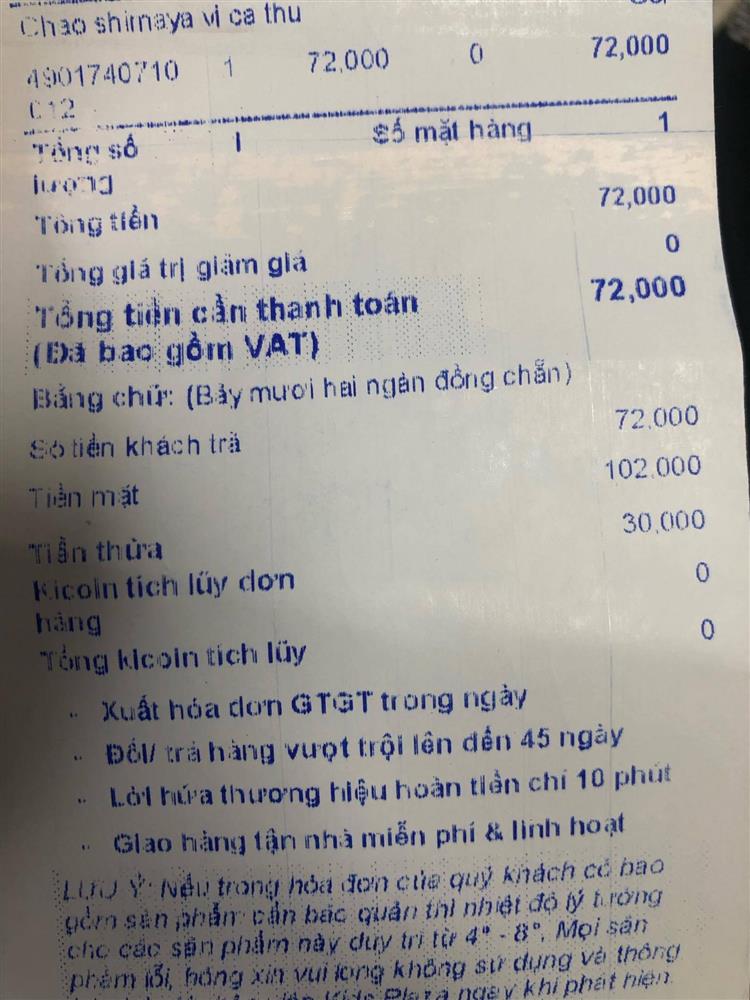 Chao shimaya vi ca thu
4901740710 1 72,000 0 72,000
012
Tổng số 1 Số mặt hàng 1
lượng
Tổng tiền 72,000
Tổng giá trị giảm giá 0
Tổng tiền cần thanh toán 72,000
(Đã bao gồm VAT)
Bằng chữ: (Bảy mươi hai ngàn đồng chẵn)
Số tiền khách trả 72.000
Tiền mặt 102.000
Tiền thừa 30,000
Kicoin tích lũy đơn 0
hàng
Tổng kicoin tích lũy 0
- Xuất hóa đơn GTGT trong ngày
- Đổi/ trả hàng vượt trội lên đến 45 ngày
- Lời hứa thương hiệu hoàn tiền chỉ 10 phút
- Giao hàng tận nhà miễn phí & linh hoạt
LƯU Ý: Nếu trong hóa đơn của quý khách có bao
gồm sản phẩm cần bảo quản thì nhiệt độ lý tưởng
cho các sản phẩm này duy trì từ 4° - 8°. Mọi sản
phẩm lỗi, hỏng xin vui lòng không sử dụng và thông
Kids Plaza ngay khi phát hiện